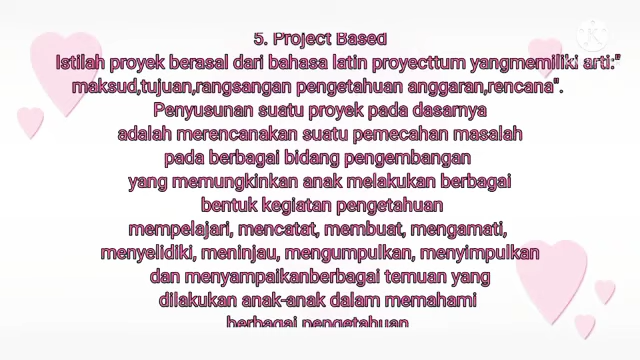 5. Project Based
Istilah proyek berasal dari bahasa latin proyecttum yangmemiliki arti:"
maksud,tujuan,rangsangan pengetahuan anggaran,rencana".
Penyusunan suatu proyek pada dasarnya
adalah merencanakan suatu pemecahan masalah
pada berbagai bidang pengembangan
yang memungkinkan anak melakukan berbagai
bentuk kegiatan pengetahuan
mempelajari, mencatat, membuat, mengamati,
menyelidiki, meninjau, mengumpulkan, menyimpulkan
dan menyampaikanberbagai temuan yang
dilakukan anak-anak dalam memahami
berbagai pengetahuan